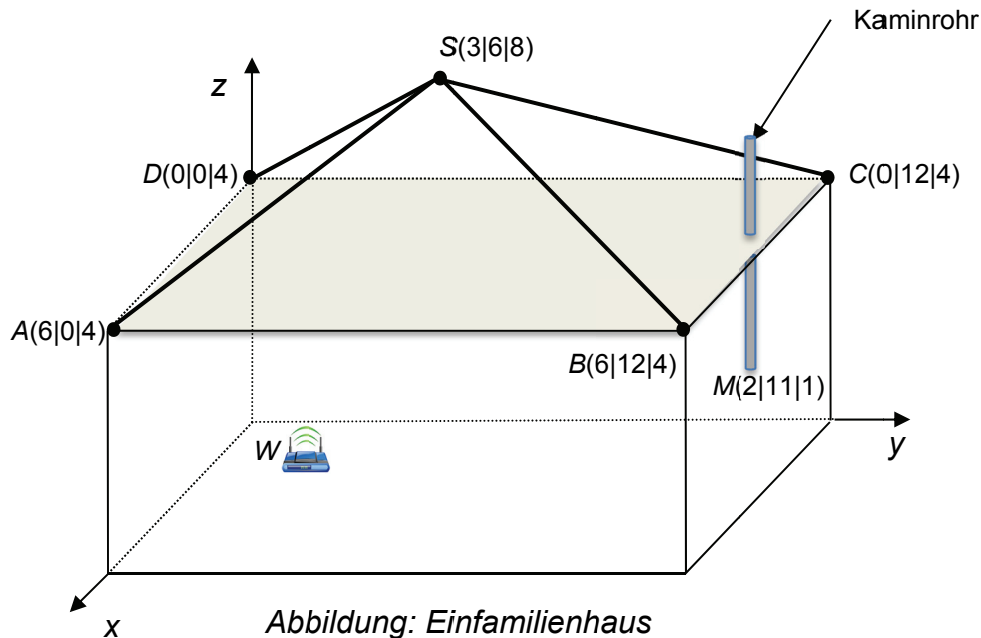 Kaminrohr
S(3|6|8)
z
D(0|0|4)
C(0|12|4)
A(6|0|4)
B(6|12|4)
M(2|11|1)
W
y
x
Abbildung: Einfamilienhaus